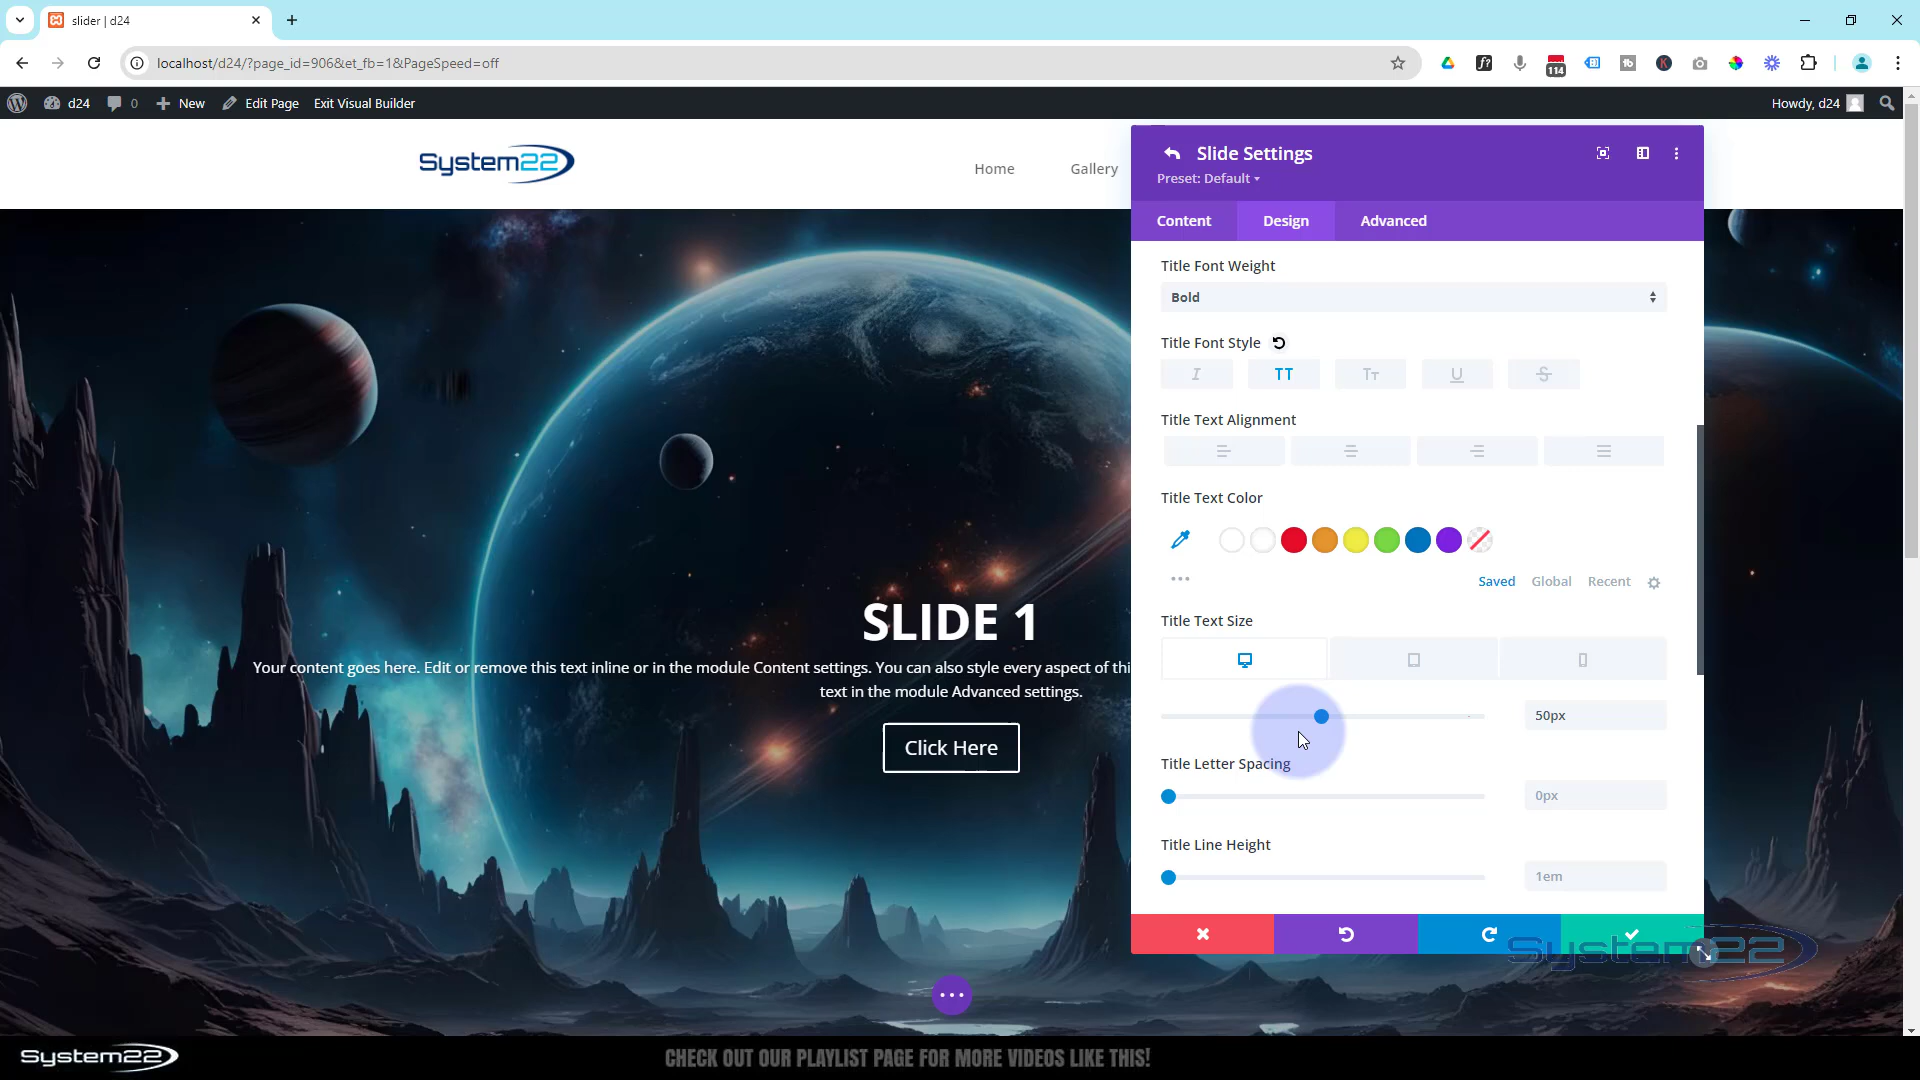 slider | d24
localhost/d24/?page_id=906&et_fb=1&PageSpeed=off
114
d24
0
New
Edit Page
Exit Visual Builder
Howdy, d24
System22
Home
Gallery
Slide Settings
Preset: Default
Content
Design
Advanced
Title Font Weight
Bold
Title Font Style
I
TT
TT
U
S
Title Text Alignment
Title Text Color
Saved
Global
Recent
Title Text Size
50px
Title Letter Spacing
0px
Title Line Height
1em
SLIDE 1
Your content goes here. Edit or remove this text inline or in the module Content settings. You can also style every aspect of thi
text in the module Advanced settings.
Click Here
System22
System22
CHECK OUT OUR PLAYLIST PAGE FOR MORE VIDEOS LIKE THIS!